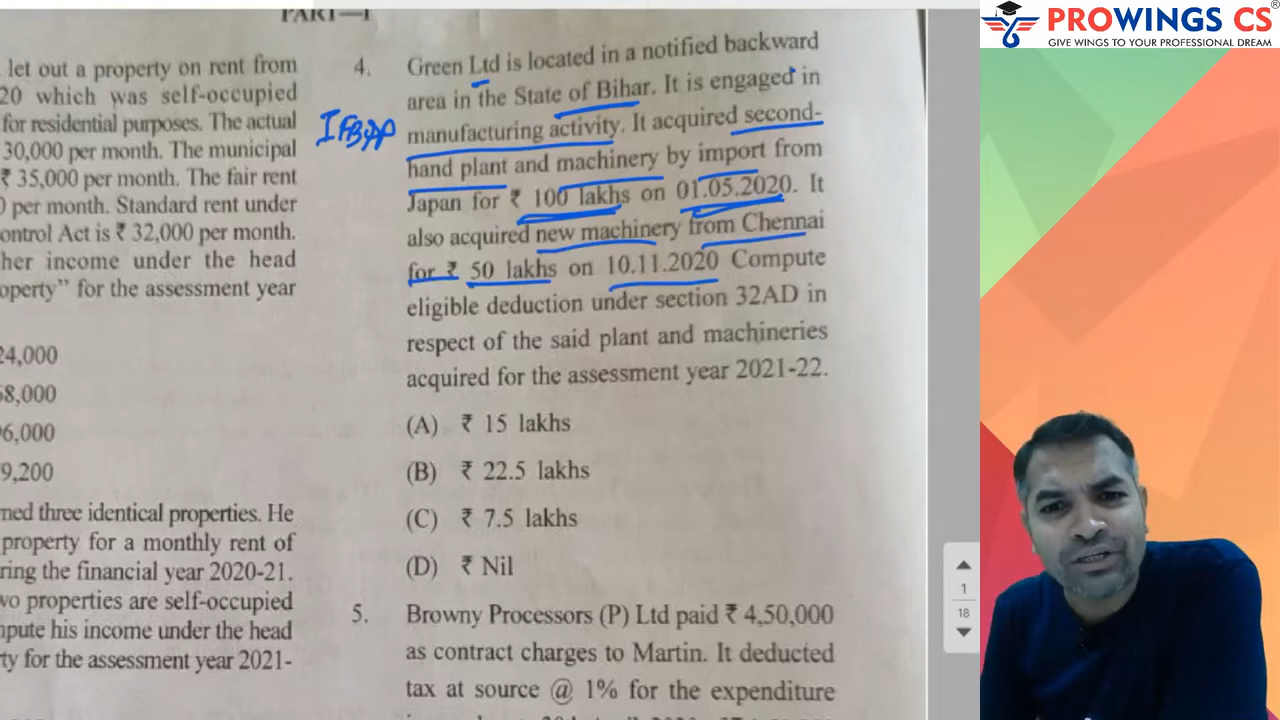 PROWINGS CS®
GIVE WINGS TO YOUR PROFESSIONAL DREAM
PART—I
let out a property on rent from
20 which was self-occupied
for residential purposes. The actual
30,000 per month. The municipal
₹ 35,000 per month. The fair rent
0 per month. Standard rent under
ontrol Act is ₹ 32,000 per month.
her income under the head
operty” for the assessment year
24,000
58,000
96,000
9,200
ned three identical properties. He
property for a monthly rent of
ring the financial year 2020-21.
wo properties are self-occupied
npute his income under the head
ty for the assessment year 2021-
4. Green Ltd is located in a notified backward
area in the State of Bihar. It is engaged in
manufacturing activity. It acquired second-
hand plant and machinery by import from
Japan for ₹ 100 lakhs on 01.05.2020. It
also acquired new machinery from Chennai
for ₹ 50 lakhs on 10.11.2020 Compute
eligible deduction under section 32AD in
respect of the said plant and machineries
acquired for the assessment year 2021-22.
(A) ₹ 15 lakhs
(B) ₹ 22.5 lakhs
(C) ₹ 7.5 lakhs
(D) ₹ Nil
5. Browny Processors (P) Ltd paid ₹ 4,50,000
as contract charges to Martin. It deducted
tax at source @ 1% for the expenditure
1
18